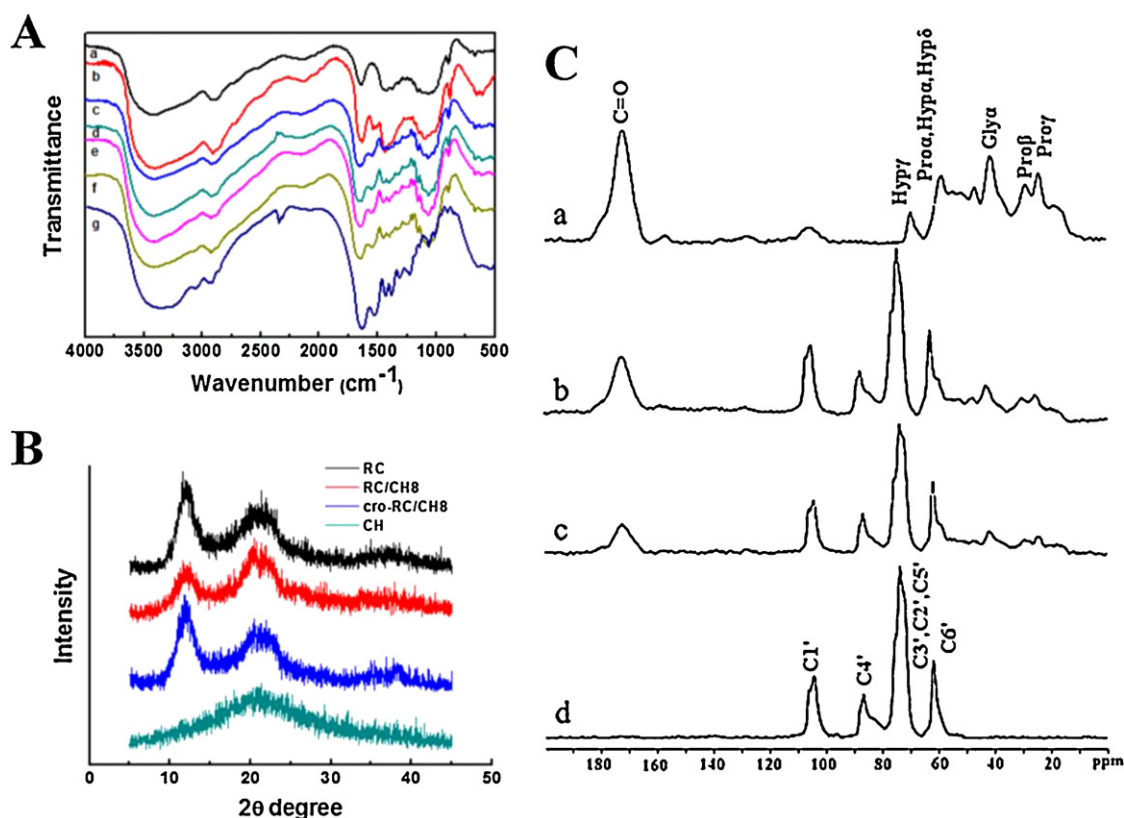 A
a
b
c
d
e
f
g
Transmittance
4000 3500 3000 2500 2000 1500 1000 500
Wavenumber (cm-1)
B
RC
RC/CH8
cro-RC/CH8
CH
Intensity
0 10 20 30 40 50
2θ degree
C
C=O
Hypγ
Proα,Hypα,Hypδ
Glyα
Proβ
Proγ
a
b
c
C1'
C4'
C3',C2',C5'
C6'
d
180 160 140 120 100 80 60 40 20 PPm